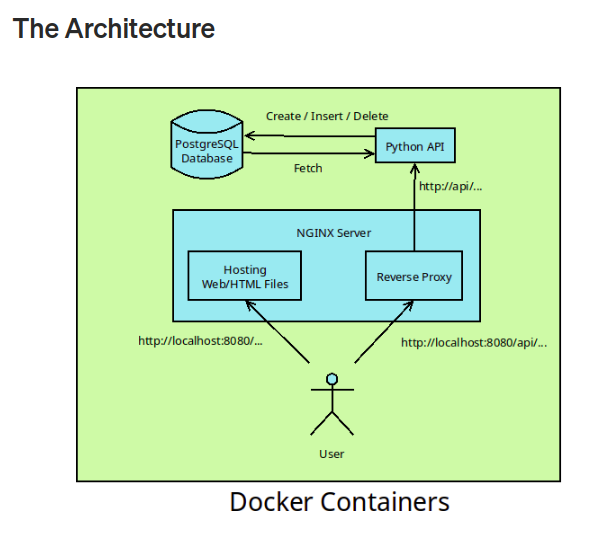 The Architecture
Create / Insert / Delete
PostgreSQL
Database
Python API
Fetch
http://api/...
NGINX Server
Hosting
Web/HTML Files
Reverse Proxy
http://localhost:8080/...
http://localhost:8080/api/...
User
Docker Containers